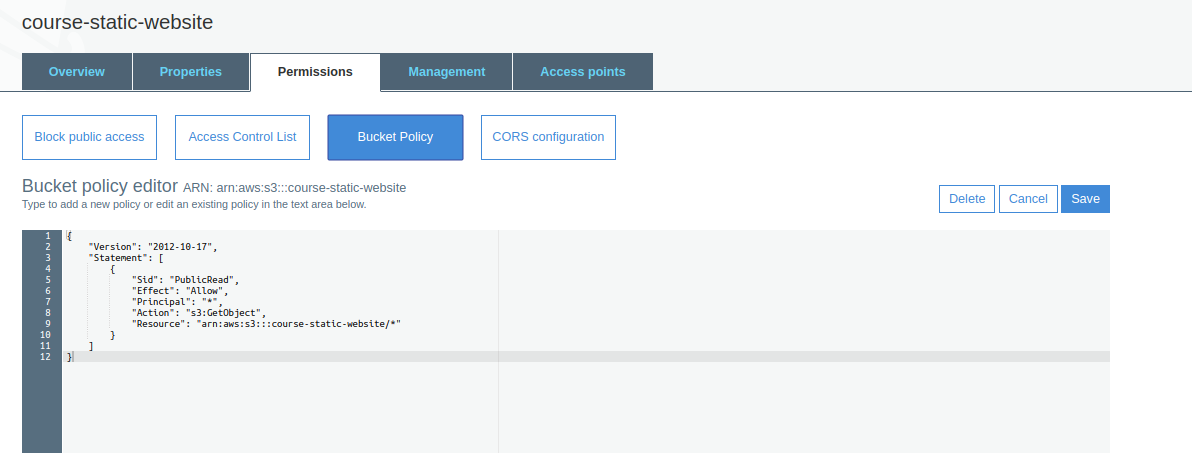 course-static-website
Overview Properties Permissions Management Access points
Block public access Access Control List Bucket Policy CORS configuration
Bucket policy editor ARN: arn:aws:s3:::course-static-website
Type to add a new policy or edit an existing policy in the text area below.
Delete Cancel Save
1 {
2 "Version": "2012-10-17",
3 "Statement": [
4 {
5 "Sid": "PublicRead",
6 "Effect": "Allow",
7 "Principal": "*",
8 "Action": "s3:GetObject",
9 "Resource": "arn:aws:s3:::course-static-website/*"
10 }
11 ]
12 }